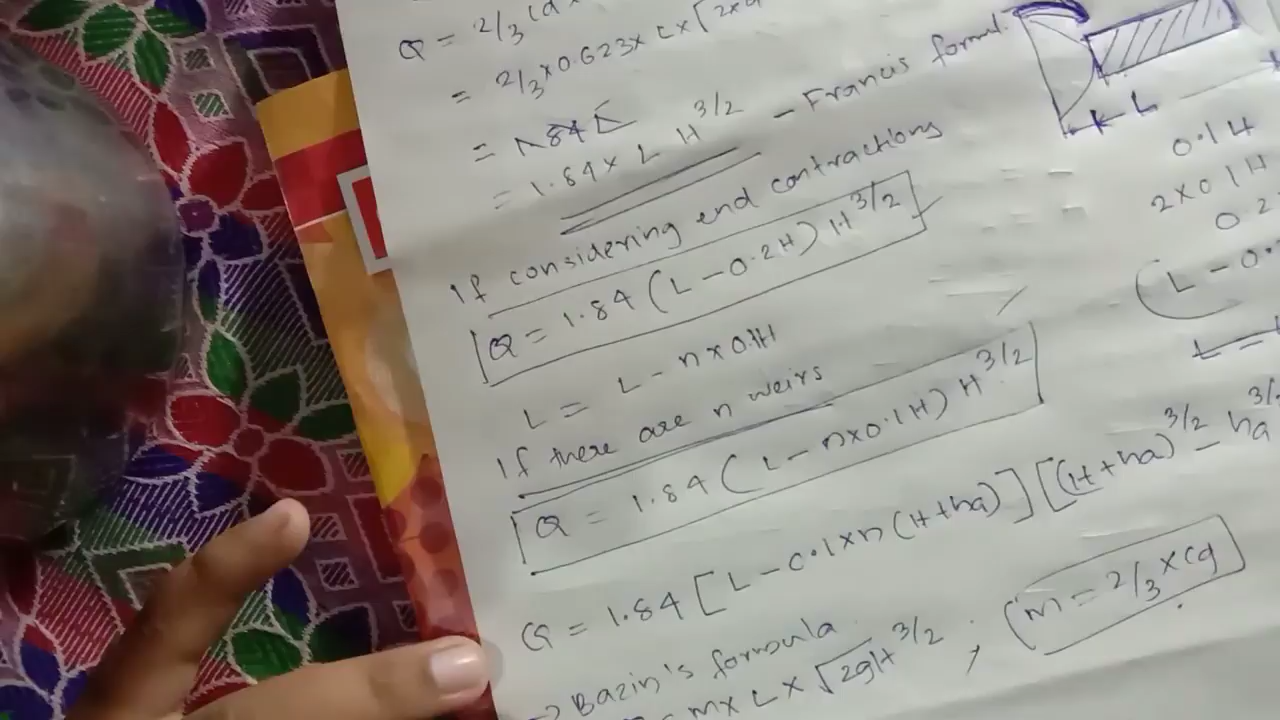 Q = 2/3 Cd ×
= 2/3 × 0.623 × L × √2×9
= 1.84 L
= 1.84 × L H^3/2 - Francis formul.
If considering end contractions
Q = 1.84 (L - 0.2H) H^3/2
L = L - n × 0.1H
If there are n weirs
Q = 1.84 (L - n×0.1H) H^3/2
Q = 1.84 [L - 0.1×n (H+ha)] [(H+ha)^3/2 - ha^3/2
→ Bazin's formula
= m × L × √2g H^3/2 ; (m = 2/3 × Cd
L
0.1H
2×0.1H
0.2
(L - 0.
L =